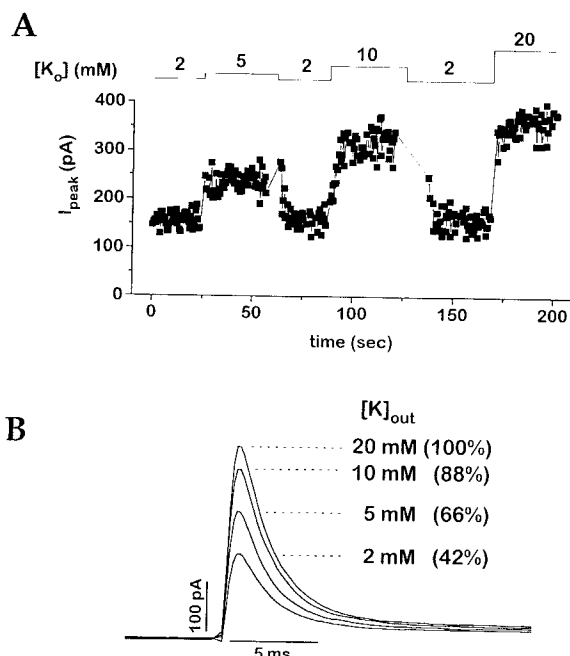 A
[Kₒ] (mM) 2 5 2 10 2 20
400
300
200
100
0
I_peak (pA)
0 50 100 150 200
time (sec)
B
[K]out
20 mM (100%)
10 mM (88%)
5 mM (66%)
2 mM (42%)
100 pA
5 ms